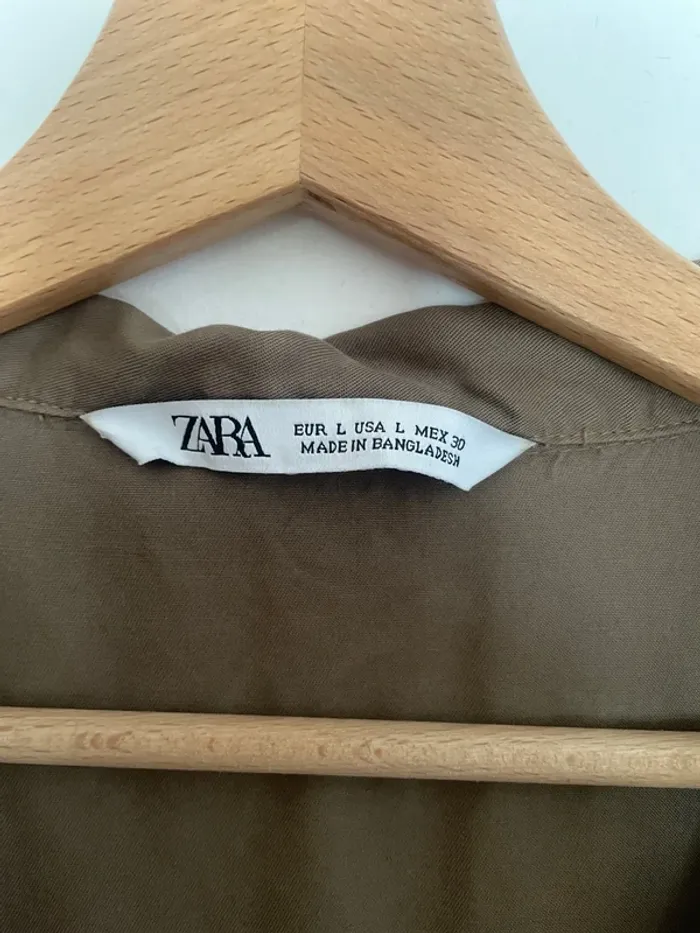 ZARA
EUR L USA L MEX 30
MADE IN BANGLADESH